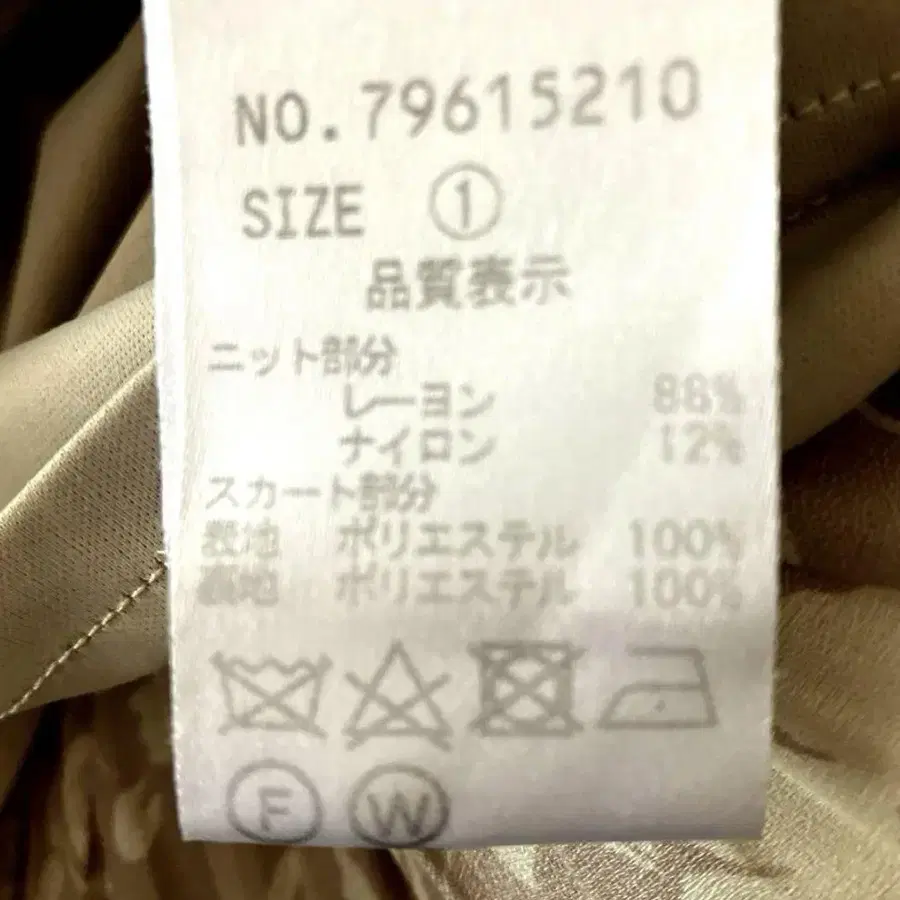 NO.79615210
SIZE ①
品質表示
ニット部分
レーヨン 88%
ナイロン 12%
スカート部分
表地 ポリエステル 100%
裏地 ポリエステル 100%
F W